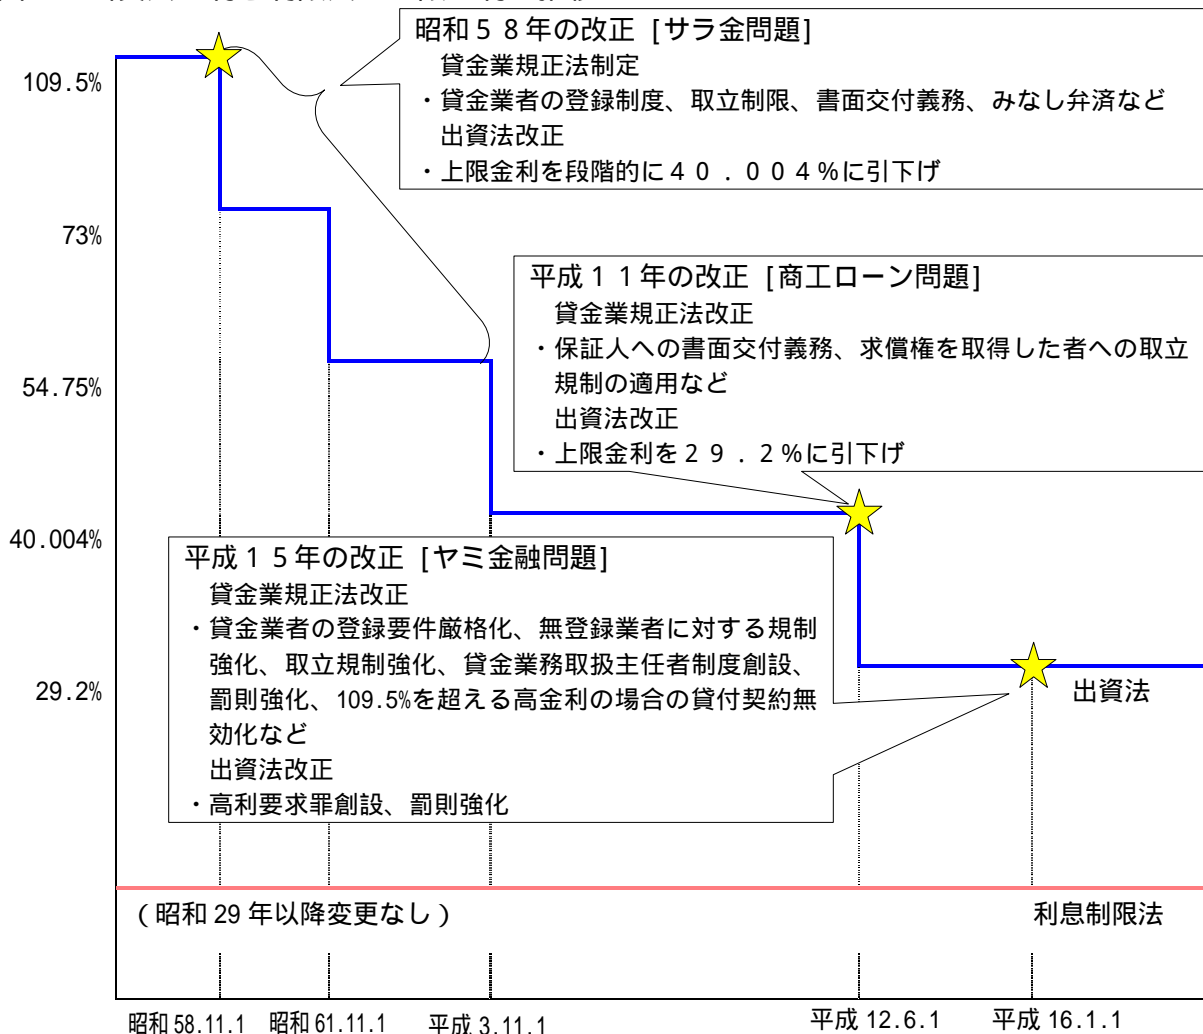 昭和58年の改正 [サラ金問題]
貸金業規正法制定
・貸金業者の登録制度、取立制限、書面交付義務、みなし弁済など
出資法改正
・上限金利を段階的に40.004%に引下げ
109.5%
73%
平成11年の改正 [商工ローン問題]
貸金業規正法改正
・保証人への書面交付義務、求償権を取得した者への取立
規制の適用など
出資法改正
・上限金利を29.2%に引下げ
54.75%
40.004%
平成15年の改正 [ヤミ金融問題]
貸金業規正法改正
・貸金業者の登録要件厳格化、無登録業者に対する規制
強化、取立規制強化、貸金業務取扱主任者制度創設、
罰則強化、109.5%を超える高金利の場合の貸付契約無
効化など
出資法改正
・高利要求罪創設、罰則強化
29.2%
出資法
(昭和29年以降変更なし)
利息制限法
昭和58.11.1 昭和61.11.1 平成3.11.1 平成12.6.1 平成16.1.1